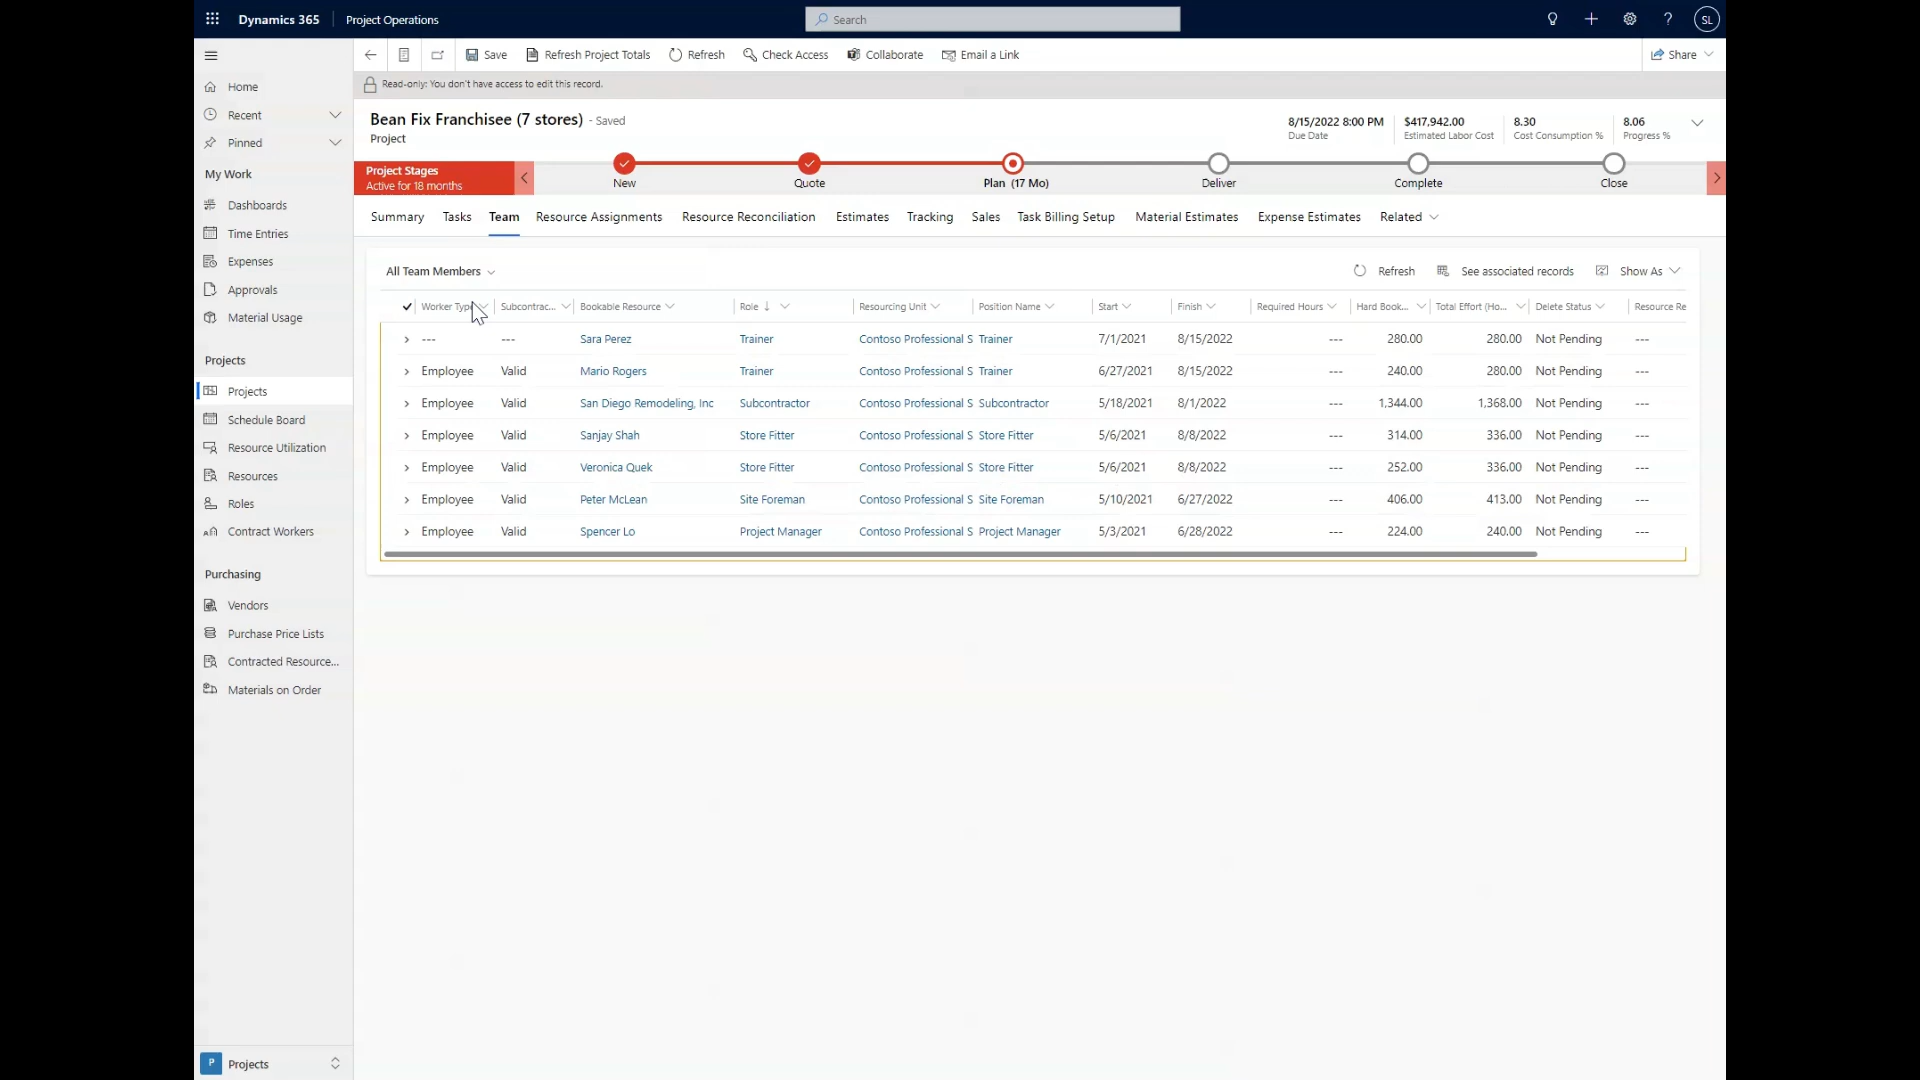 Dynamics 365 Project Operations Search SL
Save Refresh Project Totals Refresh Check Access Collaborate Email a Link Share
Read-only: You don't have access to edit this record.
Bean Fix Franchisee (7 stores) - Saved
Project
8/15/2022 8:00 PM $417,942.00 8.30 8.06
Due Date Estimated Labor Cost Cost Consumption % Progress %
Project Stages
Active for 18 months
New Quote Plan (17 Mo) Deliver Complete Close
Summary Tasks Team Resource Assignments Resource Reconciliation Estimates Tracking Sales Task Billing Setup Material Estimates Expense Estimates Related
Home
Recent
Pinned
My Work
Dashboards
Time Entries
Expenses
Approvals
Material Usage
Projects
Projects
Schedule Board
Resource Utilization
Resources
Roles
Contract Workers
Purchasing
Vendors
Purchase Price Lists
Contracted Resource...
Materials on Order
P Projects
All Team Members Refresh See associated records Show As
Worker Type Subcontrac... Bookable Resource Role Resourcing Unit Position Name Start Finish Required Hours Hard Book... Total Effort (Ho... Delete Status Resource Re
--- --- Sara Perez Trainer Contoso Professional S Trainer 7/1/2021 8/15/2022 --- 280.00 280.00 Not Pending ---
Employee Valid Mario Rogers Trainer Contoso Professional S Trainer 6/27/2021 8/15/2022 --- 240.00 280.00 Not Pending ---
Employee Valid San Diego Remodeling, Inc Subcontractor Contoso Professional S Subcontractor 5/18/2021 8/1/2022 --- 1,344.00 1,368.00 Not Pending ---
Employee Valid Sanjay Shah Store Fitter Contoso Professional S Store Fitter 5/6/2021 8/8/2022 --- 314.00 336.00 Not Pending ---
Employee Valid Veronica Quek Store Fitter Contoso Professional S Store Fitter 5/6/2021 8/8/2022 --- 252.00 336.00 Not Pending ---
Employee Valid Peter McLean Site Foreman Contoso Professional S Site Foreman 5/10/2021 6/27/2022 --- 406.00 413.00 Not Pending ---
Employee Valid Spencer Lo Project Manager Contoso Professional S Project Manager 5/3/2021 6/28/2022 --- 224.00 240.00 Not Pending ---